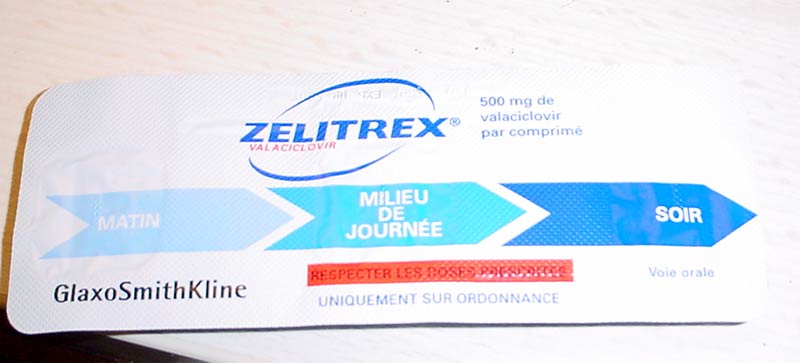 ZELITREX®
VALACICLOVIR
500 mg de
valaciclovir
par comprimé
MATIN
MILIEU
DE
JOURNÉE
SOIR
GlaxoSmithKline
RESPECTER LES DOSES PRESCRITES
UNIQUEMENT SUR ORDONNANCE
Voie orale